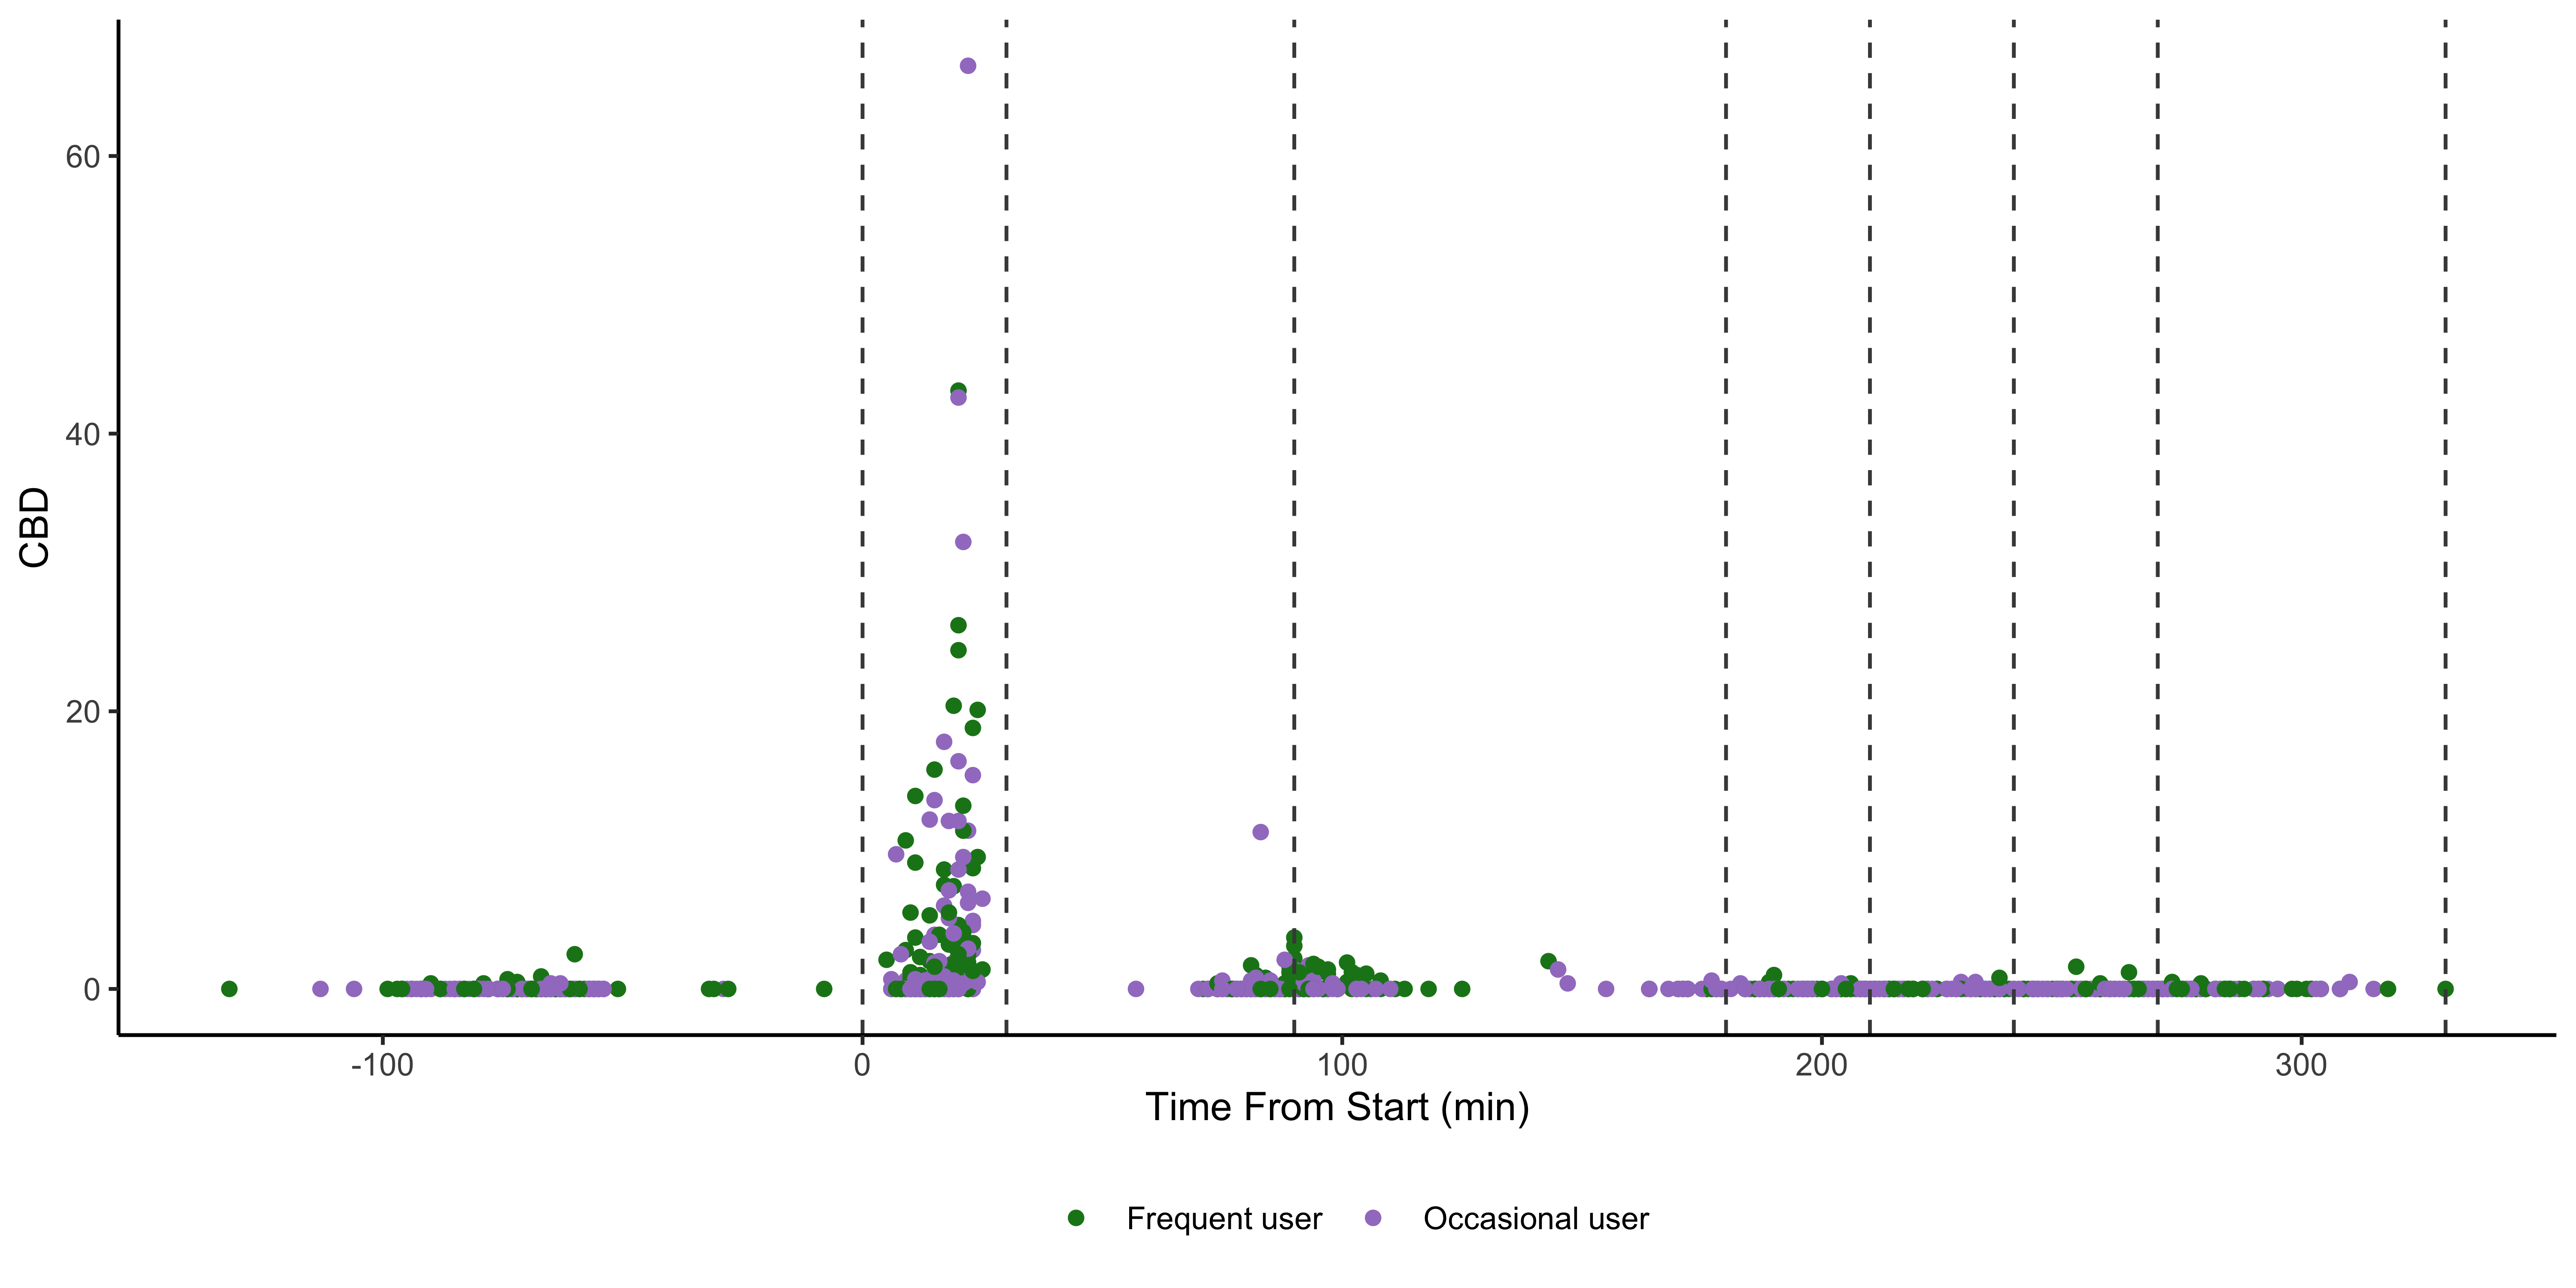 CBD
60
40
20
0
-100 0 100 200 300
Time From Start (min)
Frequent user Occasional user